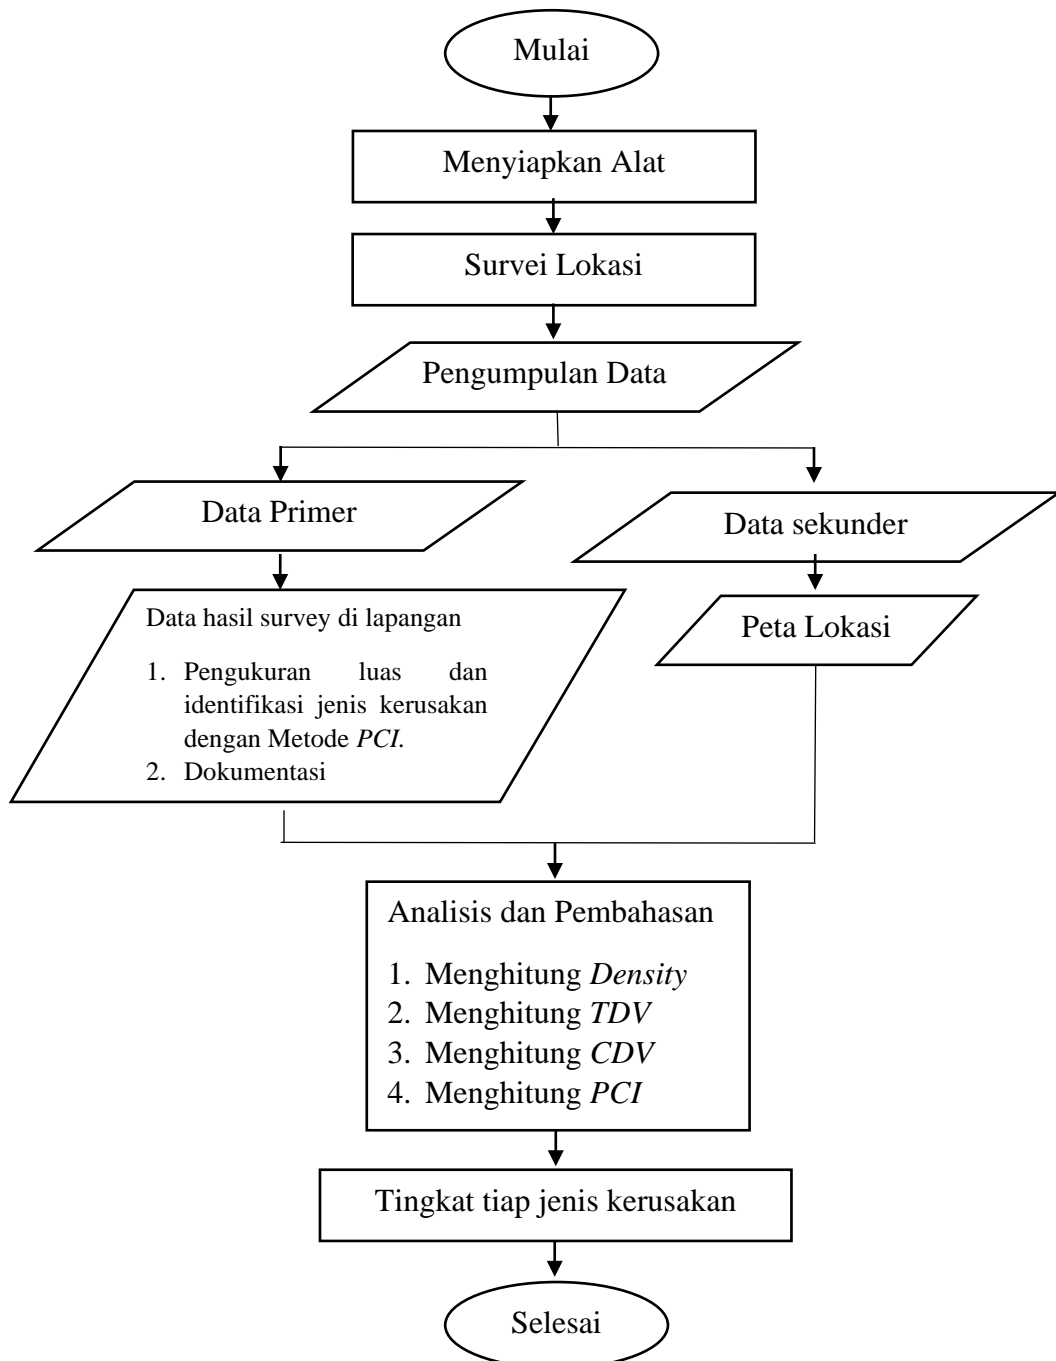 Mulai
Menyiapkan Alat
Survei Lokasi
Pengumpulan Data
Data Primer
Data sekunder
Data hasil survey di lapangan
1. Pengukuran luas dan
identifikasi jenis kerusakan
dengan Metode PCI.
2. Dokumentasi
Peta Lokasi
Analisis dan Pembahasan
1. Menghitung Density
2. Menghitung TDV
3. Menghitung CDV
4. Menghitung PCI
Tingkat tiap jenis kerusakan
Selesai